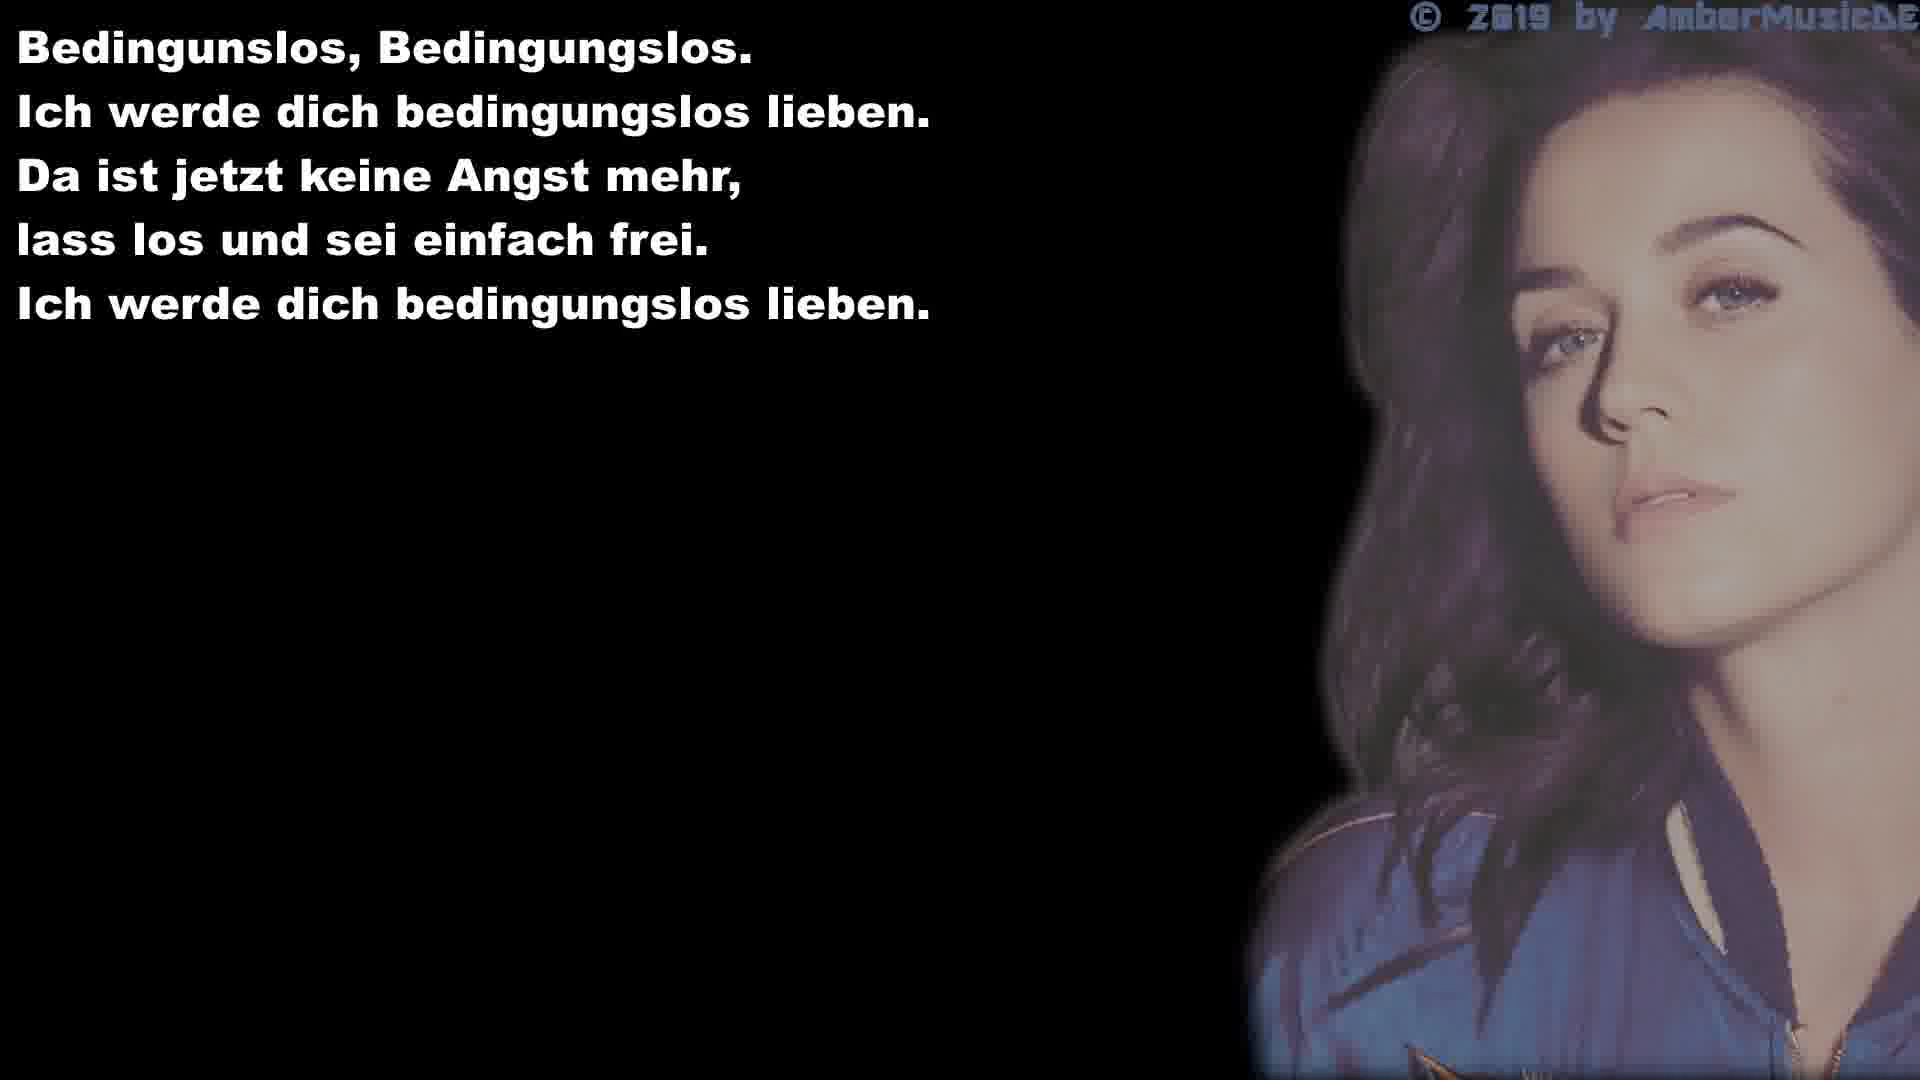 © 2019 by AmborMusicDE
Bedingunslos, Bedingungslos.
Ich werde dich bedingungslos lieben.
Da ist jetzt keine Angst mehr,
lass los und sei einfach frei.
Ich werde dich bedingungslos lieben.